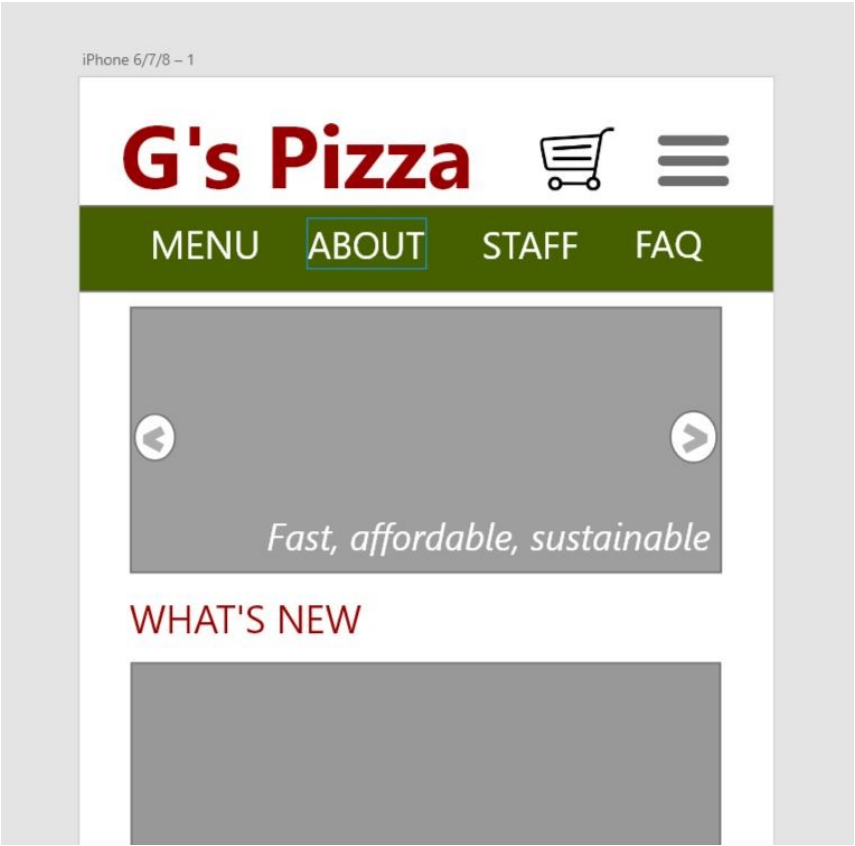 iPhone 6/7/8 – 1
G's Pizza
MENU ABOUT STAFF FAQ
< >
Fast, affordable, sustainable
WHAT'S NEW